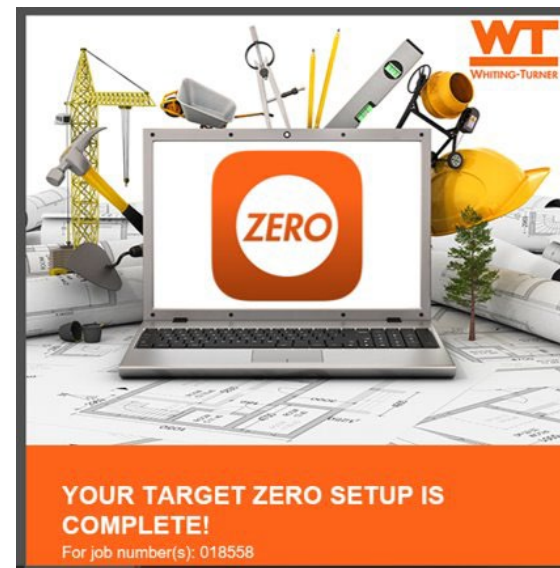 WT
WHITING-TURNER
ZERO
YOUR TARGET ZERO SETUP IS
COMPLETE!
For job number(s): 018558